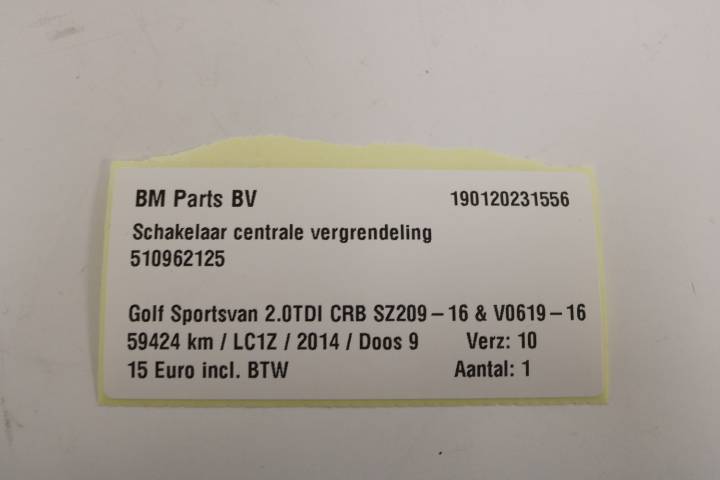 BM Parts BV 190120231556
Schakelaar centrale vergrendeling
510962125
Golf Sportsvan 2.0TDI CRB SZ209-16 & V0619-16
59424 km / LC1Z / 2014 / Doos 9 Verz: 10
15 Euro incl. BTW Aantal: 1